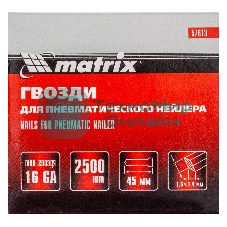 57613
matrix
ГВОЗДИ
ДЛЯ ПНЕВМАТИЧЕСКОГО НЕЙЛЕРА
NAILS FOR PNEUMATIC NAILER
16 GA
2500
45 ММ